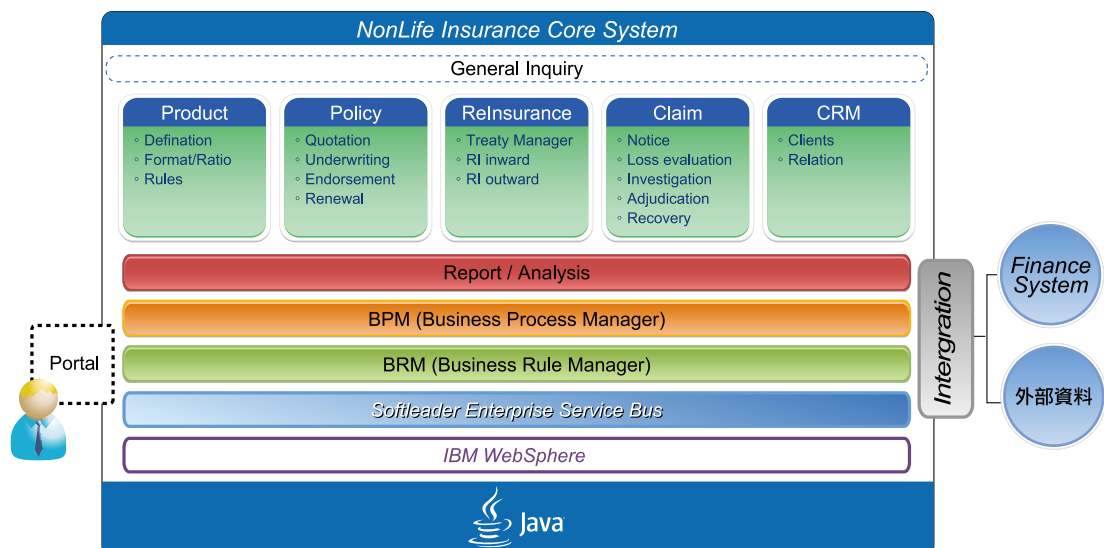 NonLife Insurance Core System
General Inquiry
Product
◦ Defination
◦ Format/Ratio
◦ Rules
Policy
◦ Quotation
◦ Underwriting
◦ Endorsement
◦ Renewal
ReInsurance
◦ Treaty Manager
◦ RI inward
◦ RI outward
Claim
◦ Notice
◦ Loss evaluation
◦ Investigation
◦ Adjudication
◦ Recovery
CRM
◦ Clients
◦ Relation
Report / Analysis
BPM (Business Process Manager)
BRM (Business Rule Manager)
Softleader Enterprise Service Bus
IBM WebSphere
Java
Portal
Intergration
Finance
System
外部資料